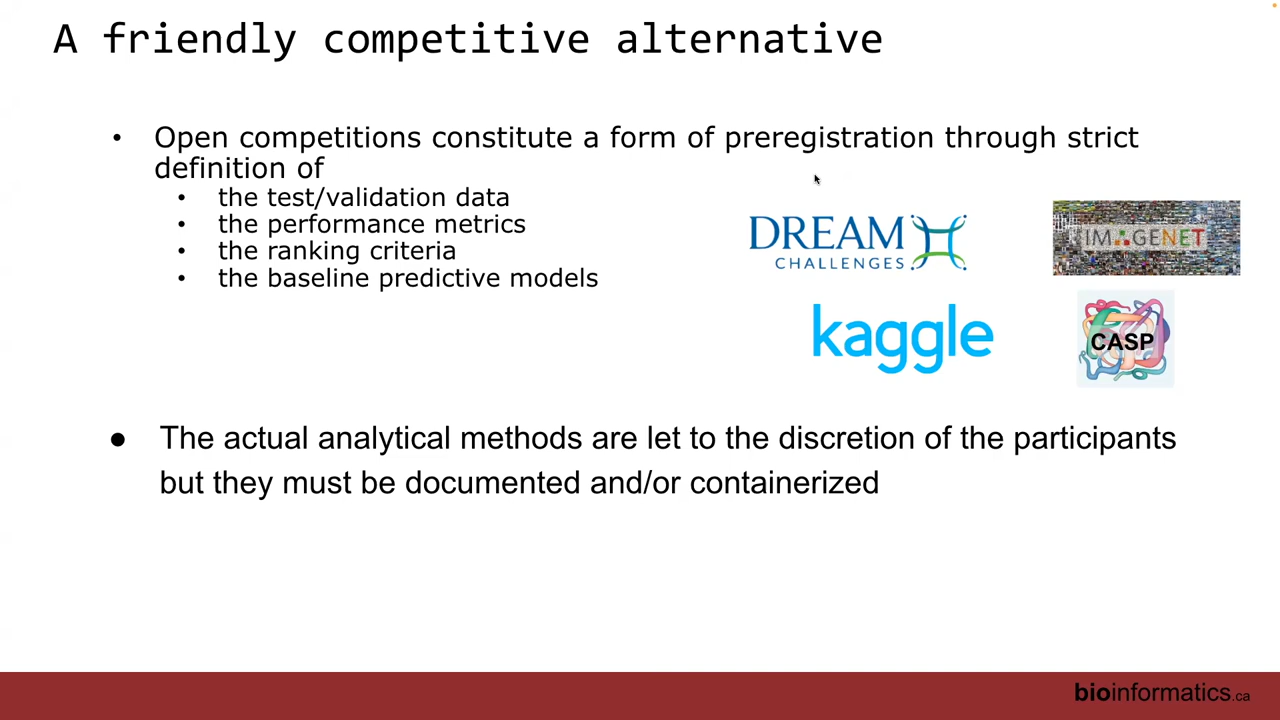 A friendly competitive alternative
• Open competitions constitute a form of preregistration through strict
definition of
• the test/validation data
• the performance metrics
• the ranking criteria
• the baseline predictive models
DREAM
CHALLENGES
IMAGENET
kaggle
CASP
● The actual analytical methods are let to the discretion of the participants
but they must be documented and/or containerized
bioinformatics.ca